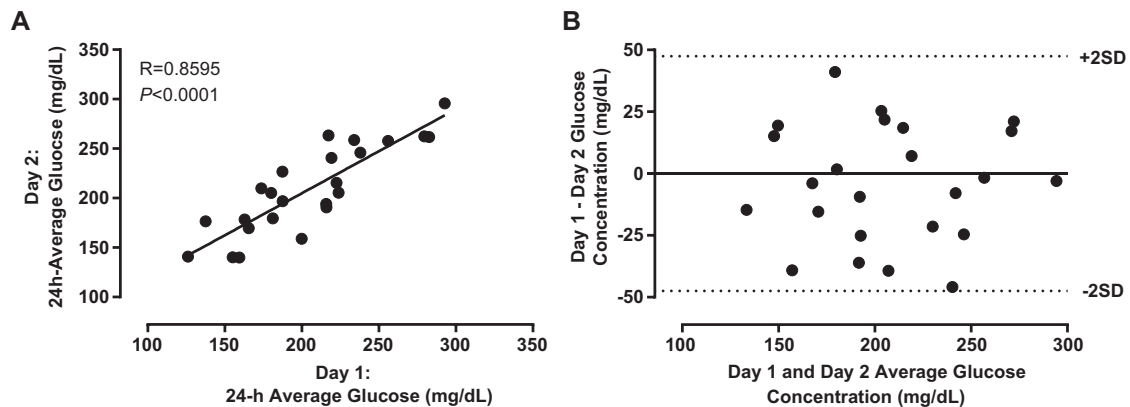 A
R=0.8595
P<0.0001
Day 2:
24h-Average Gluocse (mg/dL)
350
300
250
200
150
100
100 150 200 250 300 350
Day 1:
24-h Average Glucose (mg/dL)
B
Day 1 - Day 2 Glucose
Concentration (mg/dL)
50
25
0
-25
-50
+2SD
-2SD
100 150 200 250 300
Day 1 and Day 2 Average Glucose
Concentration (mg/dL)